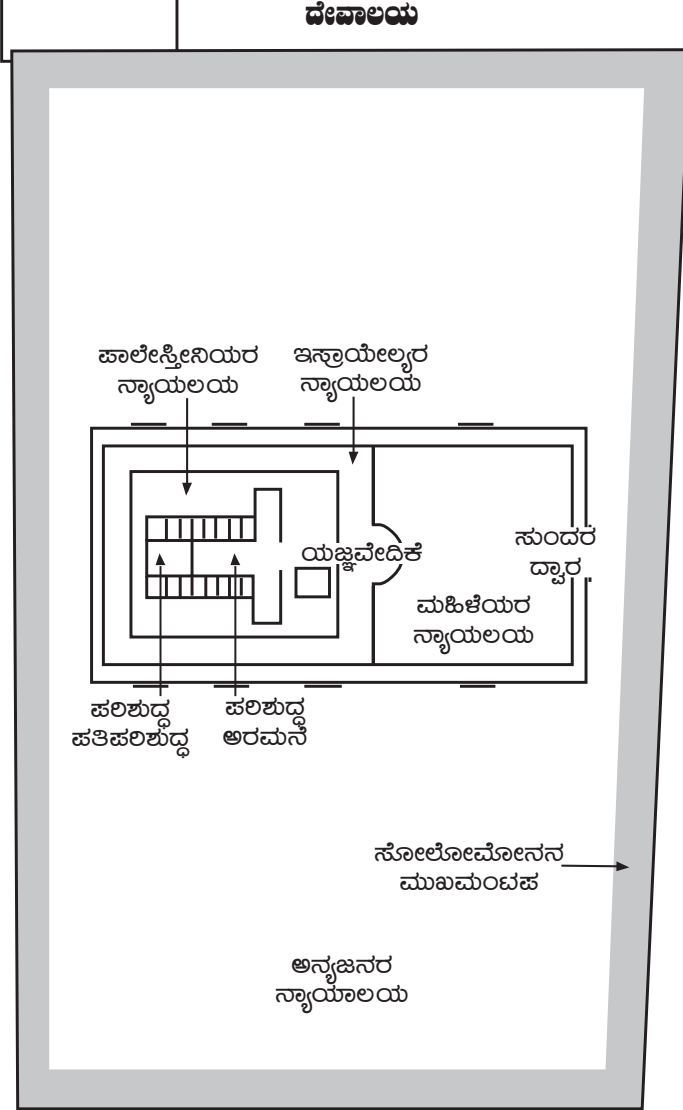 ದೇವಾಲಯ
ಪಾಲೇಸ್ತೀನಿಯರ
ನ್ಯಾಯಲಯ
ಇಸ್ರಾಯೇಲ್ಯರ
ನ್ಯಾಯಲಯ
ಯಜ್ಞವೇದಿಕೆ
ಸುಂದರ
ದ್ವಾರ
ಮಹಿಳೆಯರ
ನ್ಯಾಯಲಯ
ಪರಿಶುದ್ಧ
ಪತಿಪರಿಶುದ್ಧ
ಪರಿಶುದ್ಧ
ಅರಮನೆ
ಸೋಲೋಮೋನನ
ಮುಖಮಂಟಪ
ಅನ್ಯಜನರ
ನ್ಯಾಯಾಲಯ